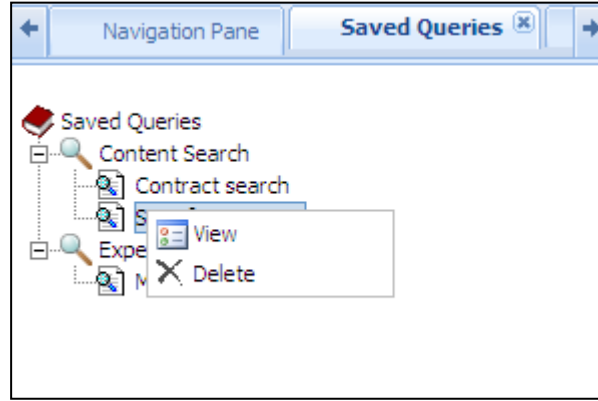 Navigation Pane Saved Queries
Saved Queries
Content Search
Contract search
View
Delete